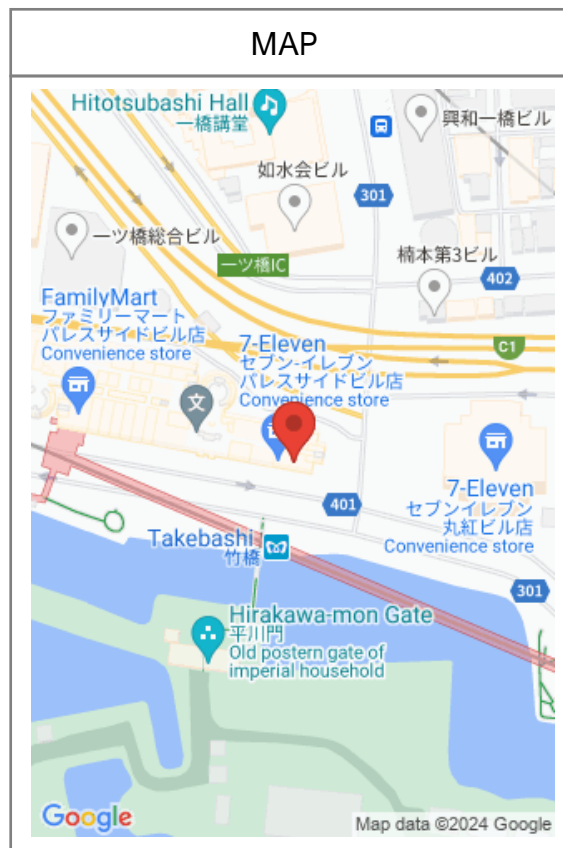 MAP
Hitotsubashi Hall
一橋講堂
興和一橋ビル
如水会ビル
301
一ツ橋総合ビル
一ツ橋IC
楠本第3ビル
402
FamilyMart
ファミリーマート
パレスサイドビル店
Convenience store
7-Eleven
セブン-イレブン
パレスサイドビル店
Convenience store
C1
文
7-Eleven
セブンイレブン
丸紅ビル店
Convenience store
401
Takebashi
竹橋
301
Hirakawa-mon Gate
平川門
Old postern gate of
imperial household
Google
Map data ©2024 Google